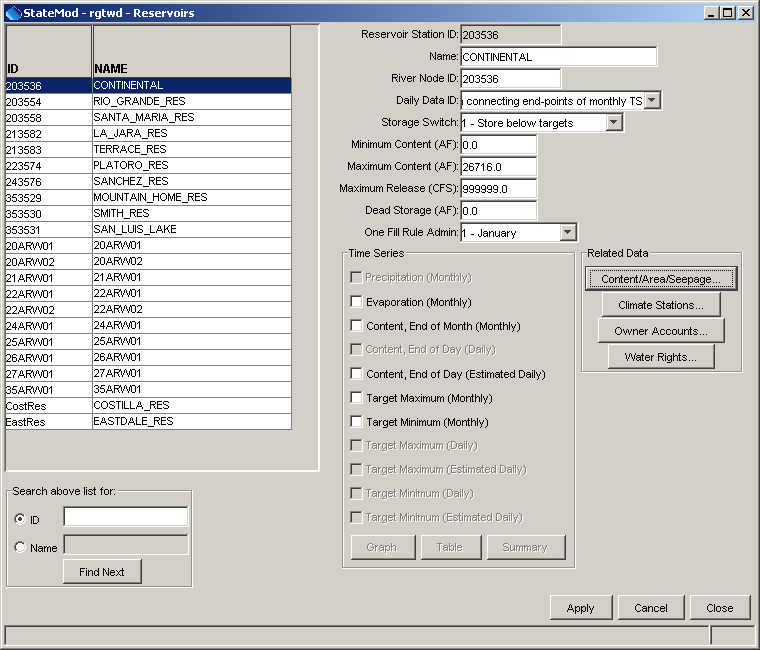 StateMod - rgtwd - Reservoirs
ID NAME
203536 CONTINENTAL
203554 RIO_GRANDE_RES
203558 SANTA_MARIA_RES
213582 LA_JARA_RES
213583 TERRACE_RES
223574 PLATORO_RES
243576 SANCHEZ_RES
353529 MOUNTAIN_HOME_RES
353530 SMITH_RES
353531 SAN_LUIS_LAKE
20ARW01 20ARW01
20ARW02 20ARW02
21ARW01 21ARW01
22ARW01 22ARW01
22ARW02 22ARW02
24ARW01 24ARW01
25ARW01 25ARW01
26ARW01 26ARW01
27ARW01 27ARW01
35ARW01 35ARW01
CostRes COSTILLA_RES
EastRes EASTDALE_RES
Search above list for:
ID
Name
Find Next
Reservoir Station ID: 203536
Name: CONTINENTAL
River Node ID: 203536
Daily Data ID: connecting end-points of monthly TS
Storage Switch: 1 - Store below targets
Minimum Content (AF): 0.0
Maximum Content (AF): 26716.0
Maximum Release (CFS): 999999.0
Dead Storage (AF): 0.0
One Fill Rule Admin: 1 - January
Time Series
Precipitation (Monthly)
Evaporation (Monthly)
Content, End of Month (Monthly)
Content, End of Day (Daily)
Content, End of Day (Estimated Daily)
Target Maximum (Monthly)
Target Minimum (Monthly)
Target Maximum (Daily)
Target Maximum (Estimated Daily)
Target Minimum (Daily)
Target Minimum (Estimated Daily)
Graph Table Summary
Related Data
Content/Area/Seepage...
Climate Stations...
Owner Accounts...
Water Rights...
Apply Cancel Close